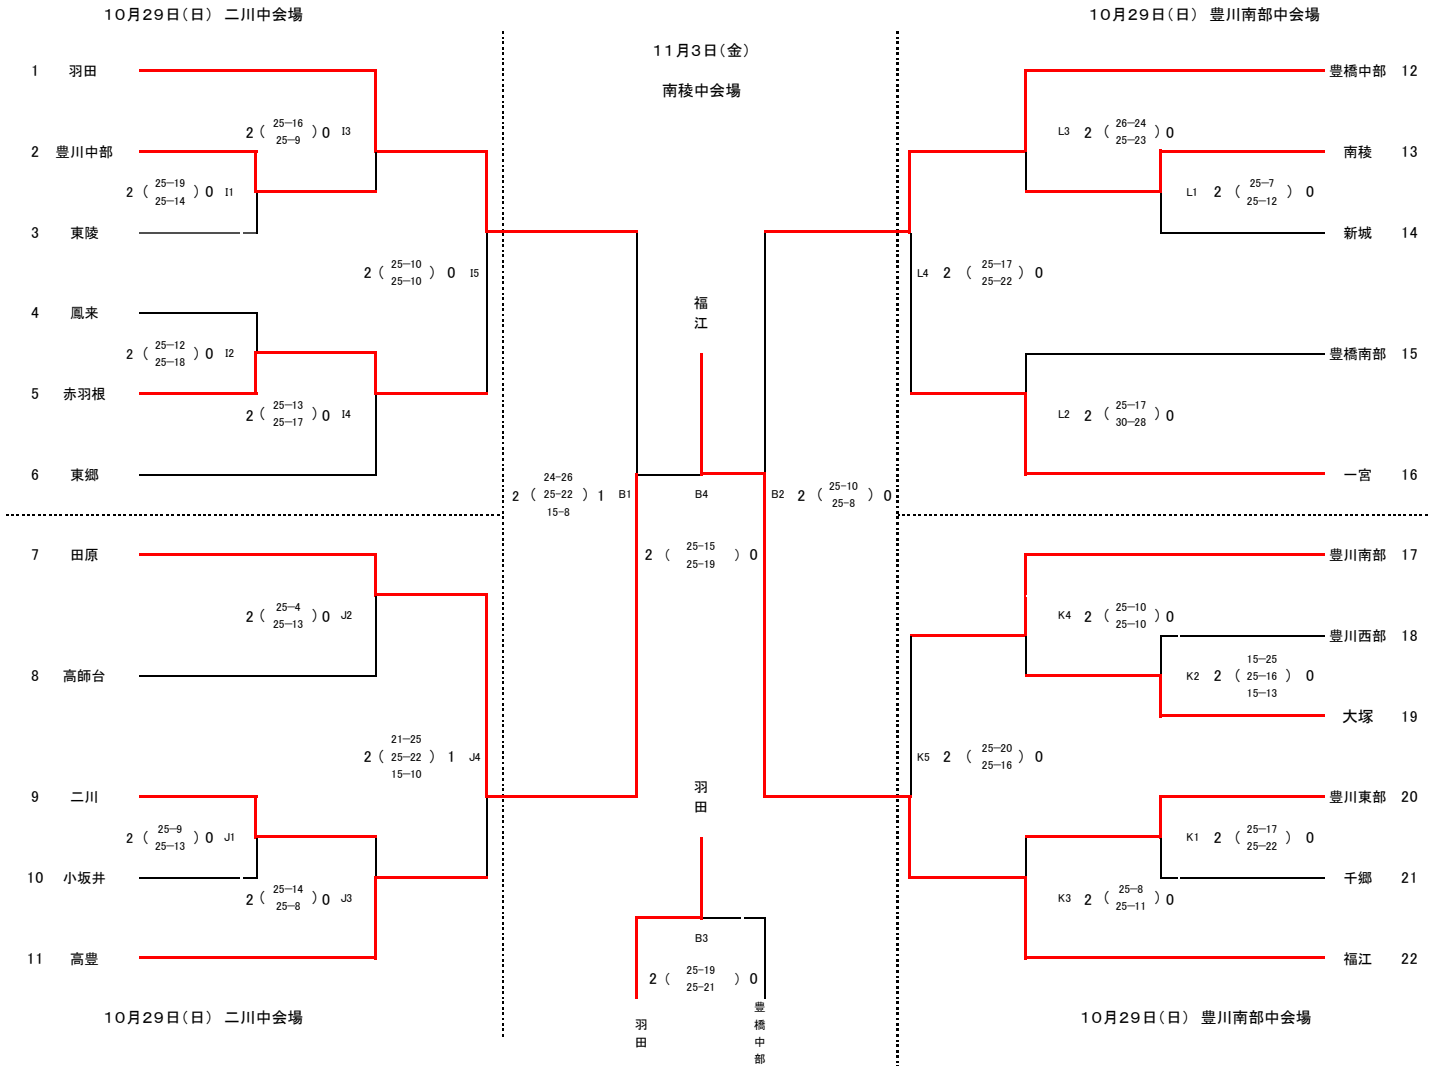 10月29日(日) 二川中会場
10月29日(日) 豊川南部中会場
11月3日(金)
南稜中会場
1 羽田
2(25−16 25−9)0 I3
2 豊川中部
2(25−19 25−14)0 I1
3 東陵
2(25−10 25−10)0 I5
4 鳳来
2(25−12 25−18)0 I2
5 赤羽根
2(25−13 25−17)0 I4
6 東郷
7 田原
2(25−4 25−13)0 J2
8 高師台
2(21−25 25−22 15−10)1 J4
9 二川
2(25−9 25−13)0 J1
10 小坂井
2(25−14 25−8)0 J3
11 高豊
10月29日(日) 二川中会場
福江
2(24-26 25-22 15-8)1 B1
B4
2(25-15 25-19)0
B2 2(25-10 25-8)0
羽田
B3
2(25-19 25-21)0
羽田
豊橋中部
豊橋中部 12
L3 2(26−24 25−23)0
南稜 13
L1 2(25−7 25−12)0
新城 14
L4 2(25−17 25−22)0
豊橋南部 15
L2 2(25−17 30−28)0
一宮 16
豊川南部 17
K4 2(25−10 25−10)0
豊川西部 18
K2 2(15−25 25−16 15−13)0
大塚 19
K5 2(25−20 25−16)0
豊川東部 20
K1 2(25−17 25−22)0
千郷 21
K3 2(25−8 25−11)0
福江 22
10月29日(日) 豊川南部中会場